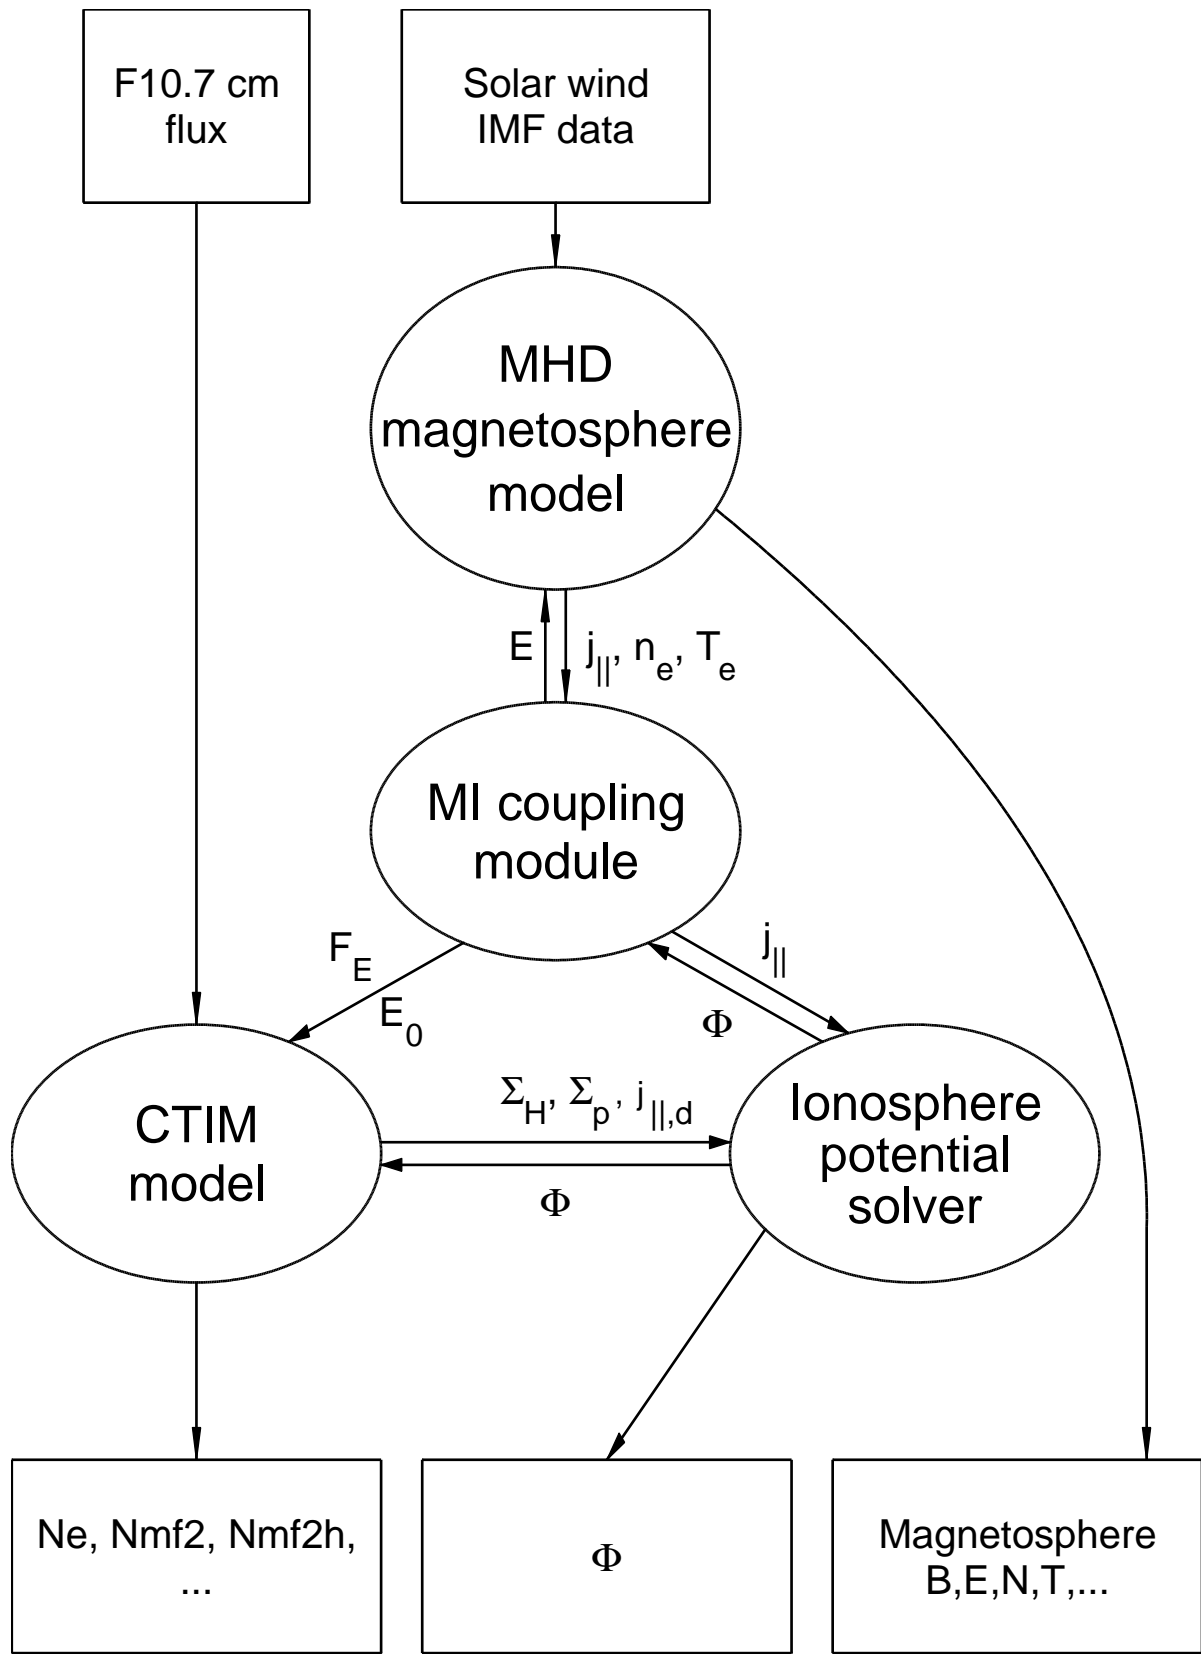 F10.7 cm
flux
Solar wind
IMF data
MHD
magnetosphere
model
E
j||, ne, Te
MI coupling
module
FE
E0
j||
Φ
ΣH, Σp, j||,d
Φ
CTIM
model
Ionosphere
potential
solver
Ne, Nmf2, Nmf2h,
...
Φ
Magnetosphere
B,E,N,T,...